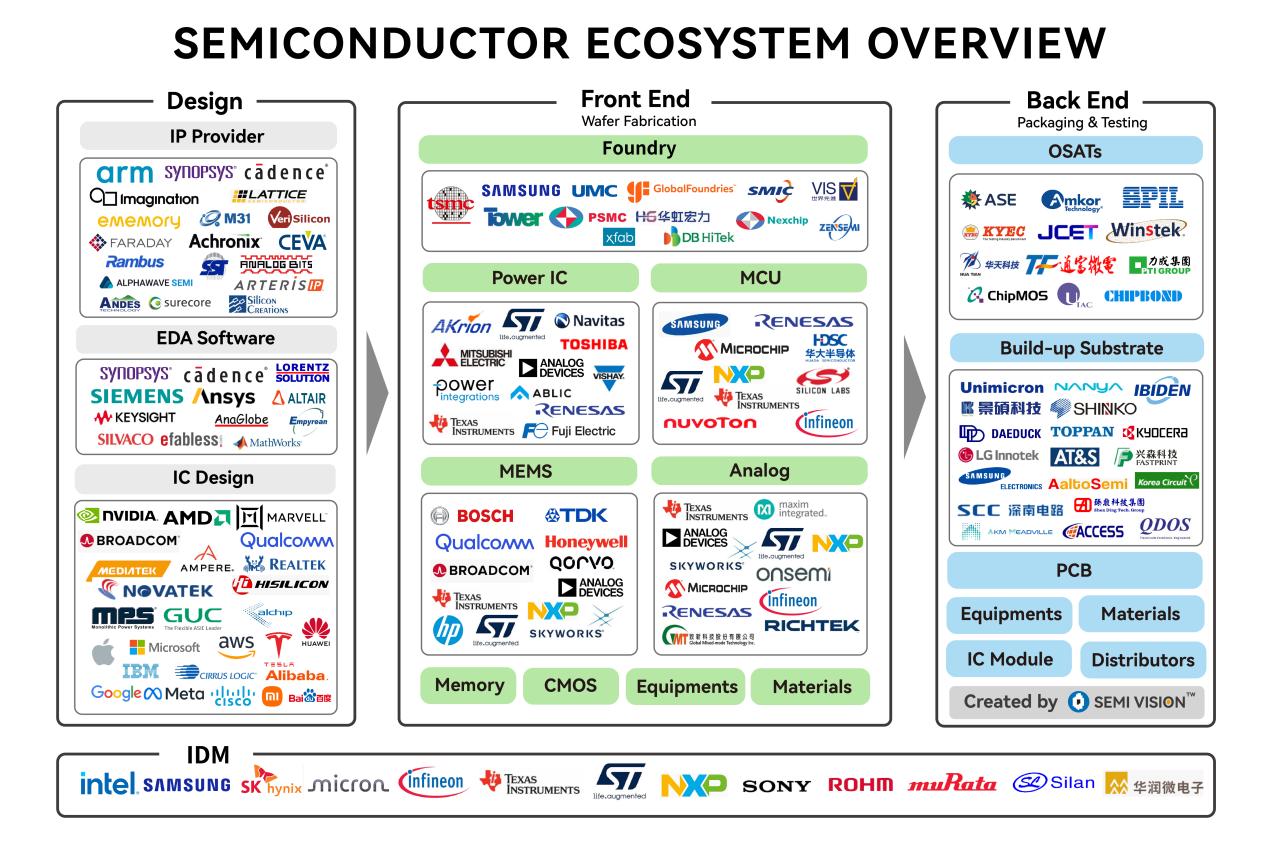 SEMICONDUCTOR ECOSYSTEM OVERVIEW
Design
IP Provider
arm SYNOPSYS® cādence®
Imagination LATTICE SEMICONDUCTOR
ememory M31 VeriSilicon
FARADAY Achronix CEVA
Rambus SST ANALOG BITS
ALPHAWAVE SEMI ARTERIS IP
ANDES TECHNOLOGY surecore Silicon Creations
EDA Software
SYNOPSYS® cādence® LORENTZ SOLUTION
SIEMENS Ansys ALTAIR
KEYSIGHT AnaGlobe Empyrean
SILVACO efabless MathWorks®
IC Design
NVIDIA. AMD MARVELL™
BROADCOM® Qualcomm
MEDIATEK AMPERE. REALTEK
NOVATEK HISILICON
MPS Monolithic Power Systems GUC The Flexible ASIC Leader alchip
Microsoft aws TESLA HUAWEI
IBM CIRRUS LOGIC® Alibaba
Google Meta cisco mi Bai百度
Front End
Wafer Fabrication
Foundry
tsmc SAMSUNG UMC GlobalFoundries™ SMIC VIS 世界先進
Tower PSMC HG华虹宏力 Nexchip ZENSEMI
xfab DB HiTek
Power IC
AKrion ST life.augmented Navitas
MITSUBISHI ELECTRIC ANALOG DEVICES TOSHIBA
power integrations ABLIC VISHAY
RENESAS
TEXAS INSTRUMENTS Fe Fuji Electric
MCU
SAMSUNG RENESAS
MICROCHIP HDSC 华大半导体
ST life.augmented NXP SILICON LABS
TEXAS INSTRUMENTS
nuvoTon infineon
MEMS
BOSCH TDK
Qualcomm Honeywell
BROADCOM® QORVO
TEXAS INSTRUMENTS ANALOG DEVICES
NXP
hp ST life.augmented SKYWORKS®
Analog
TEXAS INSTRUMENTS maxim integrated
ANALOG DEVICES ST life.augmented NXP
SKYWORKS® onsemi
MICROCHIP infineon
RENESAS RICHTEK
GMT 致新科技股份有限公司 Global Mixed-mode Technology Inc.
Memory CMOS Equipments Materials
Back End
Packaging & Testing
OSATs
ASE Amkor Technology® SPIL
KYEC JCET Winstek
HUA TIAN 华天科技 TF通富微電 力成集團 PTI GROUP
ChipMOS UTAC CHIPBOND
Build-up Substrate
Unimicron NANYA IBIDEN
景碩科技 SHINKO
DAEDUCK TOPPAN KYOCERA
LG Innotek AT&S 兴森科技 FASTPRINT
SAMSUNG ELECTRONICS AaltoSemi Korea Circuit
SCC 深南电路 Zhen Ding Tech. Group
AKM MEADVILLE ACCESS QDOS
PCB
Equipments Materials
IC Module Distributors
Created by SEMI VISION™
IDM
intel. SAMSUNG SK hynix micron infineon TEXAS INSTRUMENTS ST life.augmented NXP SONY ROHM muRata SL Silan 华润微电子